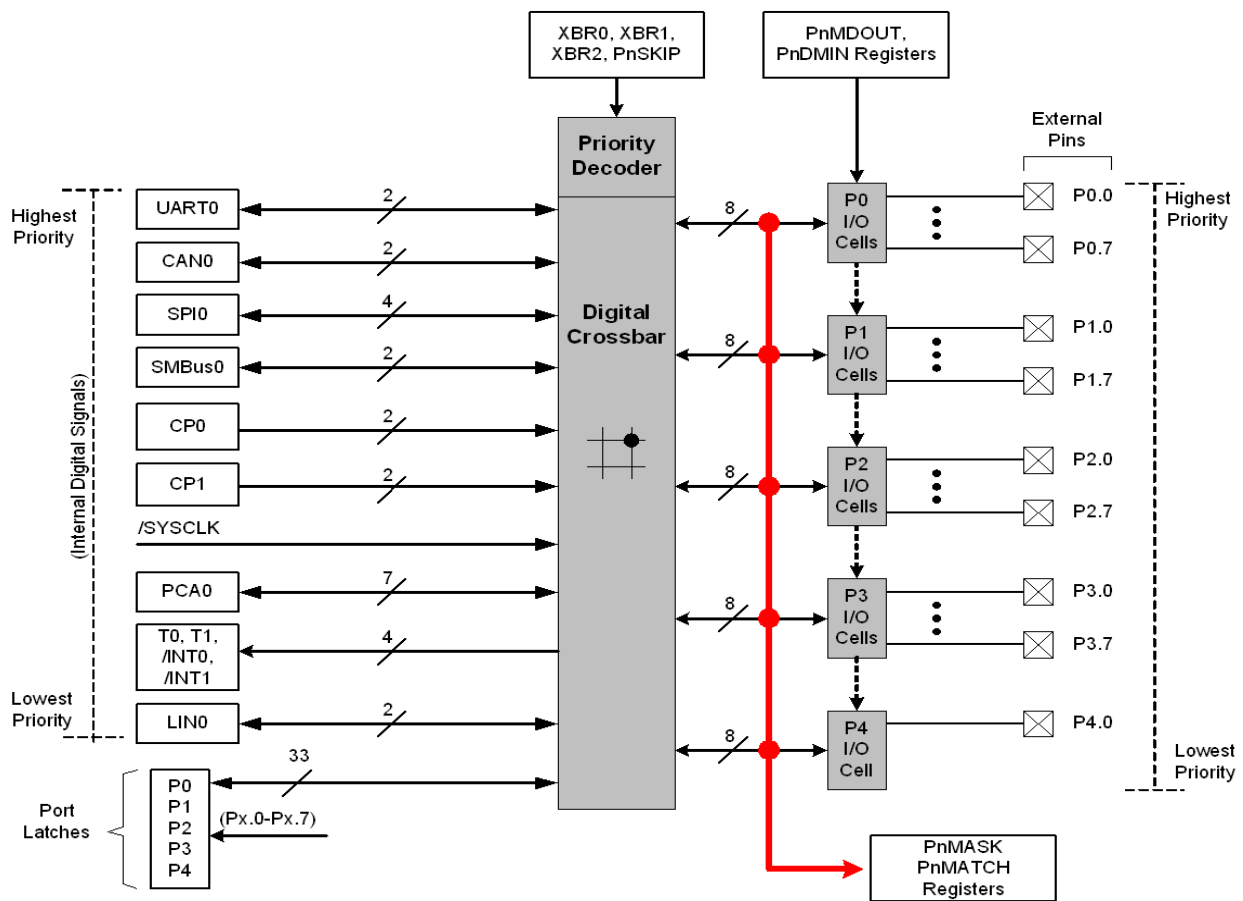 XBR0, XBR1,
XBR2, PnSKIP
PnMDOUT,
PnDMIN Registers
External
Pins
Priority
Decoder
Highest
Priority
(Internal Digital Signals)
Lowest
Priority
UART0
2
CAN0
2
SPI0
4
SMBus0
2
CP0
2
CP1
2
/SYSCLK
PCA0
7
T0, T1,
/INT0,
/INT1
4
LIN0
2
Port
Latches
P0
P1
P2
P3
P4
33
(Px.0-Px.7)
Digital
Crossbar
8
P0
I/O
Cells
P0.0
P0.7
8
P1
I/O
Cells
P1.0
P1.7
8
P2
I/O
Cells
P2.0
P2.7
8
P3
I/O
Cells
P3.0
P3.7
8
P4
I/O
Cell
P4.0
Highest
Priority
Lowest
Priority
PnMASK
PnMATCH
Registers